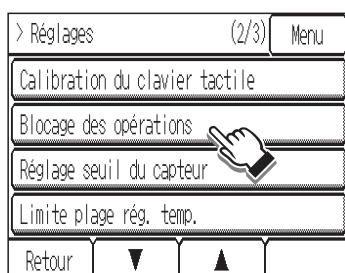 > Réglages (2/3) Menu
Calibration du clavier tactile
Blocage des opérations
Réglage seuil du capteur
Limite plage rég. temp.
Retour ▼ ▲